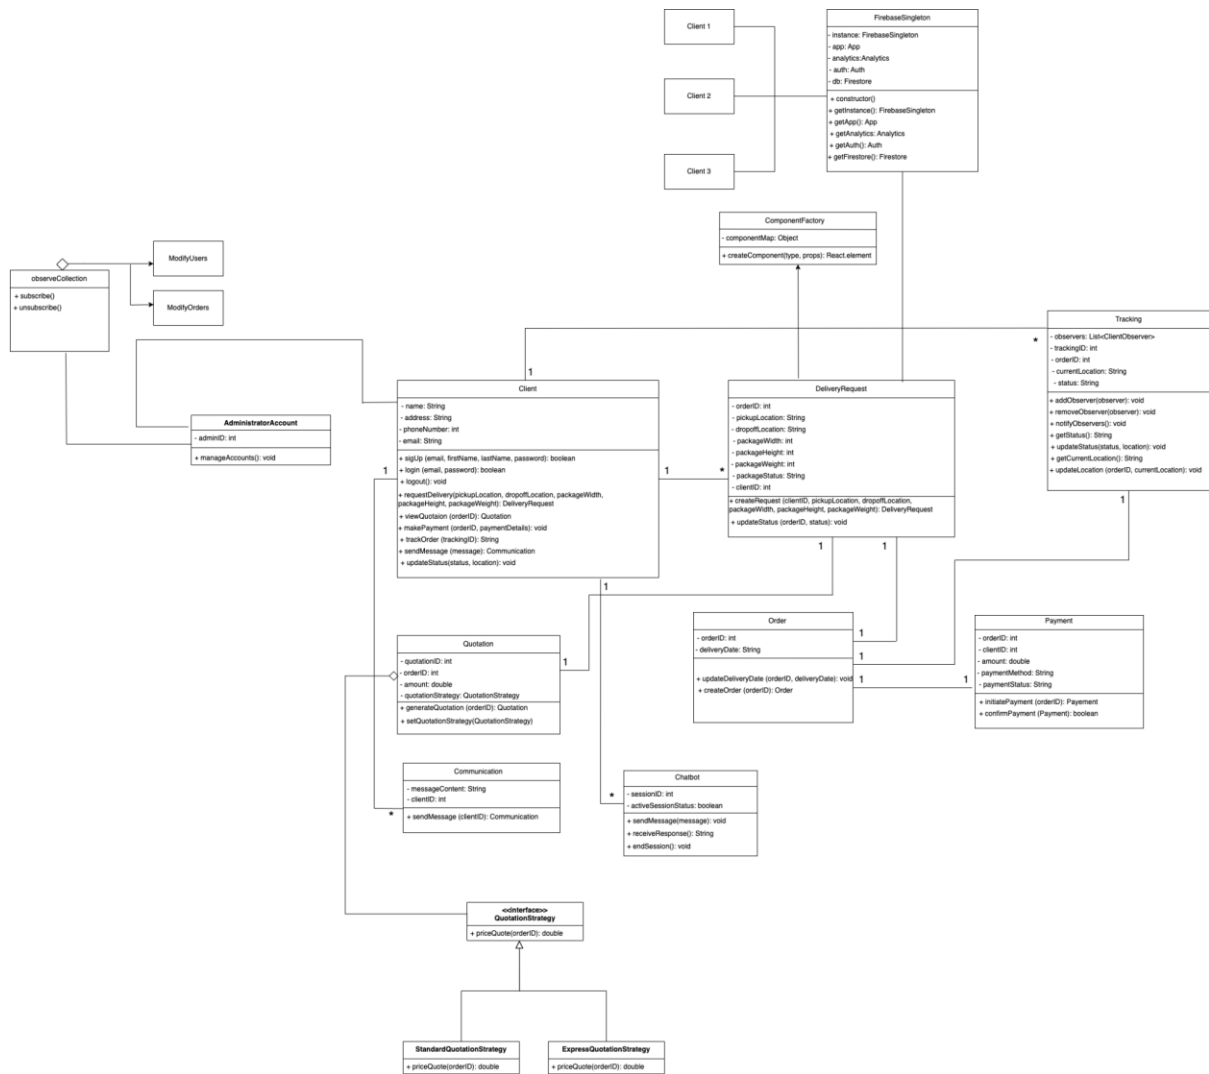 Client 1
Client 2
Client 3
FirebaseSingleton
- instance: FirebaseSingleton
- app: App
- analytics:Analytics
- auth: Auth
- db: Firestore
+ constructor()
+ getInstance(): FirebaseSingleton
+ getApp(): App
+ getAnalytics: Analytics
+ getAuth(): Auth
+ getFirestore(): Firestore
ComponentFactory
- componentMap: Object
+ createComponent(type, props): React.element
ModifyUsers
ModifyOrders
observeCollection
+ subscribe()
+ unsubscribe()
AdministratorAccount
- adminID: int
+ manageAccounts(): void
1
Client
- name: String
- address: String
- phoneNumber: int
- email: String
+ sigUp (email, firstName, lastName, password): boolean
+ login (email, password): boolean
+ logout(): void
+ requestDelivery(pickupLocation, dropoffLocation, packageWidth,
packageHeight, packageWeight): DeliveryRequest
+ viewQuotaion (orderID): Quotation
+ makePayment (orderID, paymentDetails): void
+ trackOrder (trackingID): String
+ sendMessage (message): Communication
+ updateStatus(status, location): void
1
1
*
1
DeliveryRequest
- orderID: int
- pickupLocation: String
- dropoffLocation: String
- packageWidth: int
- packageHeight: int
- packageWeight: int
- packageStatus: String
- clientID: int
+ createRequest (clientID, pickupLocation, dropoffLocation,
packageWidth, packageHeight, packageWeight): DeliveryRequest
+ updateStatus (orderID, status): void
1
1
*
Tracking
- observers: List<ClientObserver>
- trackingID: int
- orderID: int
- currentLocation: String
- status: String
+ addObserver(observer): void
+ removeObserver(observer): void
+ notifyObservers(): void
+ getStatus(): String
+ updateStatus(status, location): void
+ getCurrentLocation(): String
+ updateLocation (orderID, currentLocation): void
1
Quotation
- quotationID: int
- orderID: int
- amount: double
- quotationStrategy: QuotationStrategy
+ generateQuotation (orderID): Quotation
+ setQuotationStrategy(QuotationStrategy)
1
Order
- orderID: int
- deliveryDate: String
+ updateDeliveryDate (orderID, deliveryDate): void
+ createOrder (orderID): Order
1
1
1
1
Payment
- orderID: int
- clientID: int
- amount: double
- paymentMethod: String
- paymentStatus: String
+ initiatePayment (orderID): Payement
+ confirmPayment (Payment): boolean
Communication
- messageContent: String
- clientID: int
+ sendMessage (clientID): Communication
*
Chatbot
- sessionID: int
- activeSessionStatus: boolean
+ sendMessage(message): void
+ receiveResponse(): String
+ endSession(): void
*
<<interface>>
QuotationStrategy
+ priceQuote(orderID): double
StandardQuotationStrategy
+ priceQuote(orderID): double
ExpressQuotationStrategy
+ priceQuote(orderID): double